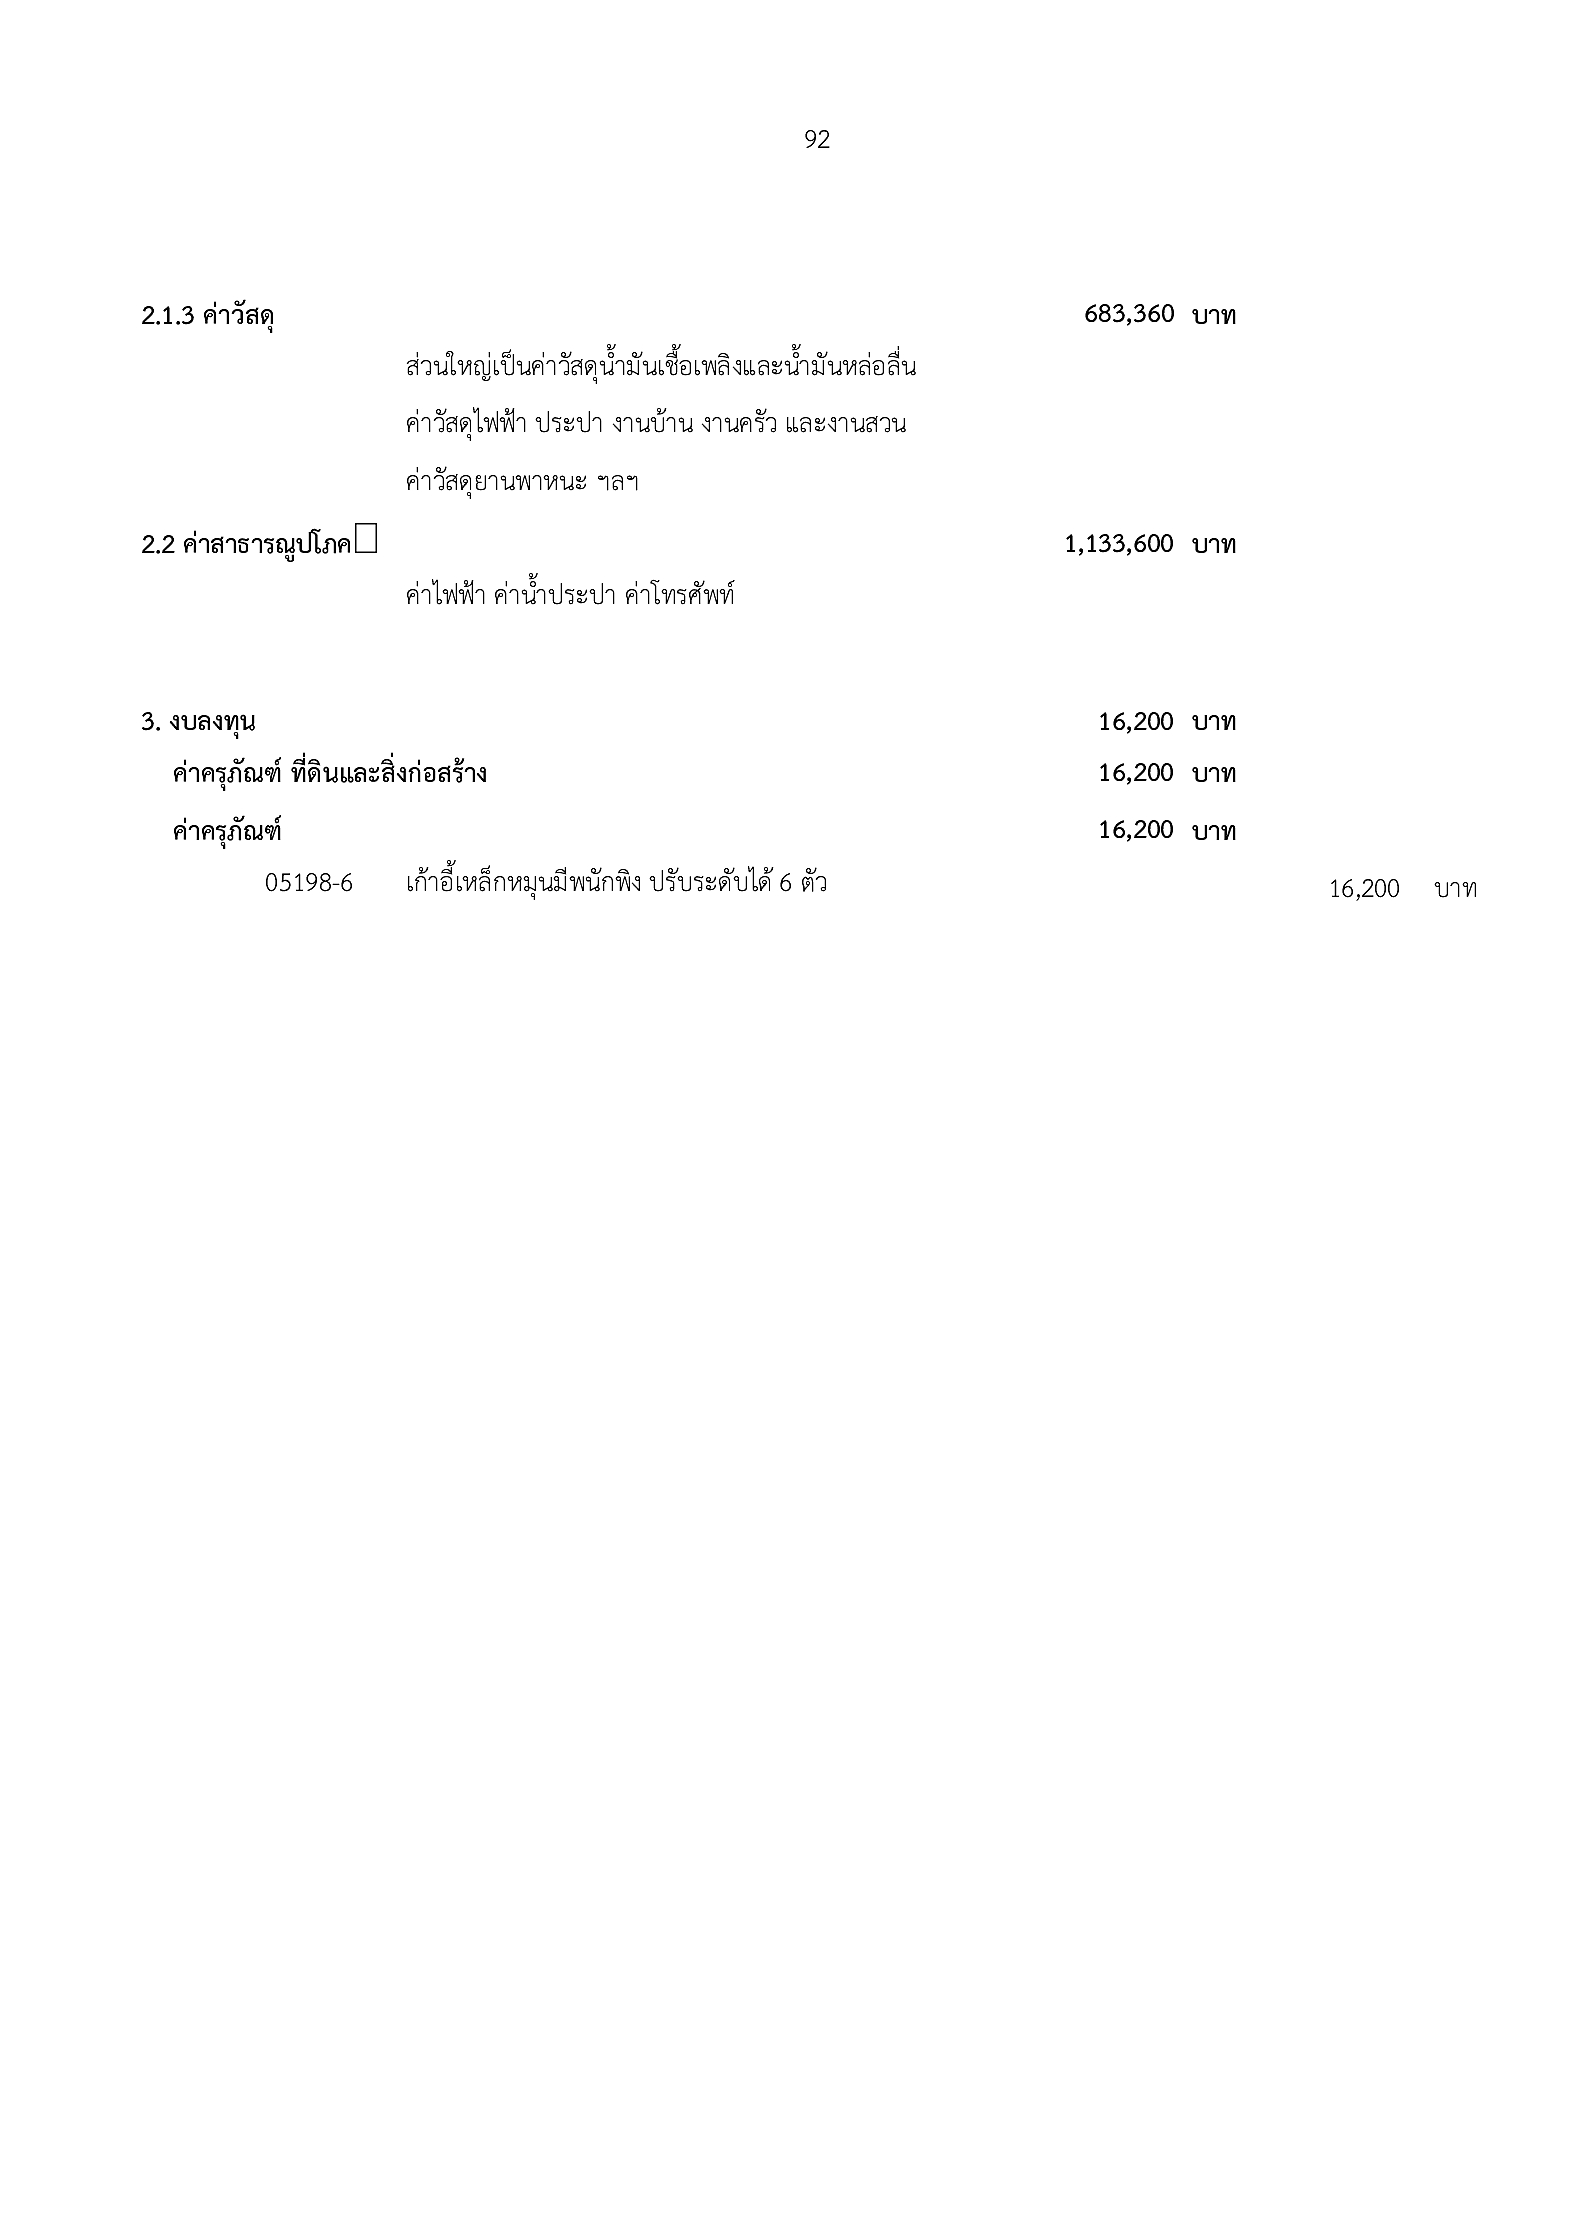 92
2.1.3 ค่าวัสดุ 683,360 บาท
ส่วนใหญ่เป็นค่าวัสดุน้ำมันเชื้อเพลิงและน้ำมันหล่อลื่น
ค่าวัสดุไฟฟ้า ประปา งานบ้าน งานครัว และงานสวน
ค่าวัสดุยานพาหนะ ฯลฯ
2.2 ค่าสาธารณูปโภค 1,133,600 บาท
ค่าไฟฟ้า ค่าน้ำประปา ค่าโทรศัพท์
3. งบลงทุน 16,200 บาท
ค่าครุภัณฑ์ ที่ดินและสิ่งก่อสร้าง 16,200 บาท
ค่าครุภัณฑ์ 16,200 บาท
05198-6 เก้าอี้เหล็กหมุนมีพนักพิง ปรับระดับได้ 6 ตัว 16,200 บาท